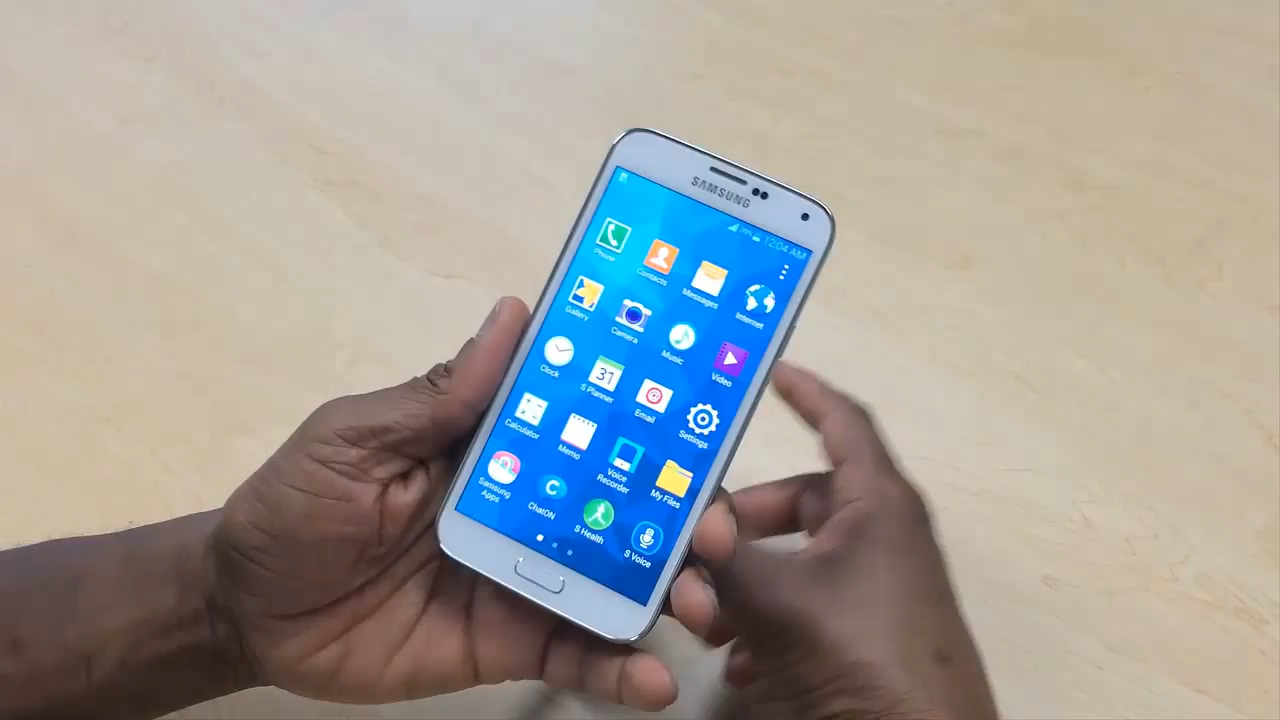 SAMSUNG
12:04 AM
Phone
Contacts
Messages
Internet
Gallery
Camera
Music
Video
Clock
31
S Planner
Email
Settings
Calculator
Memo
Voice
Recorder
My Files
Samsung
Apps
C
ChatON
S Health
S Voice